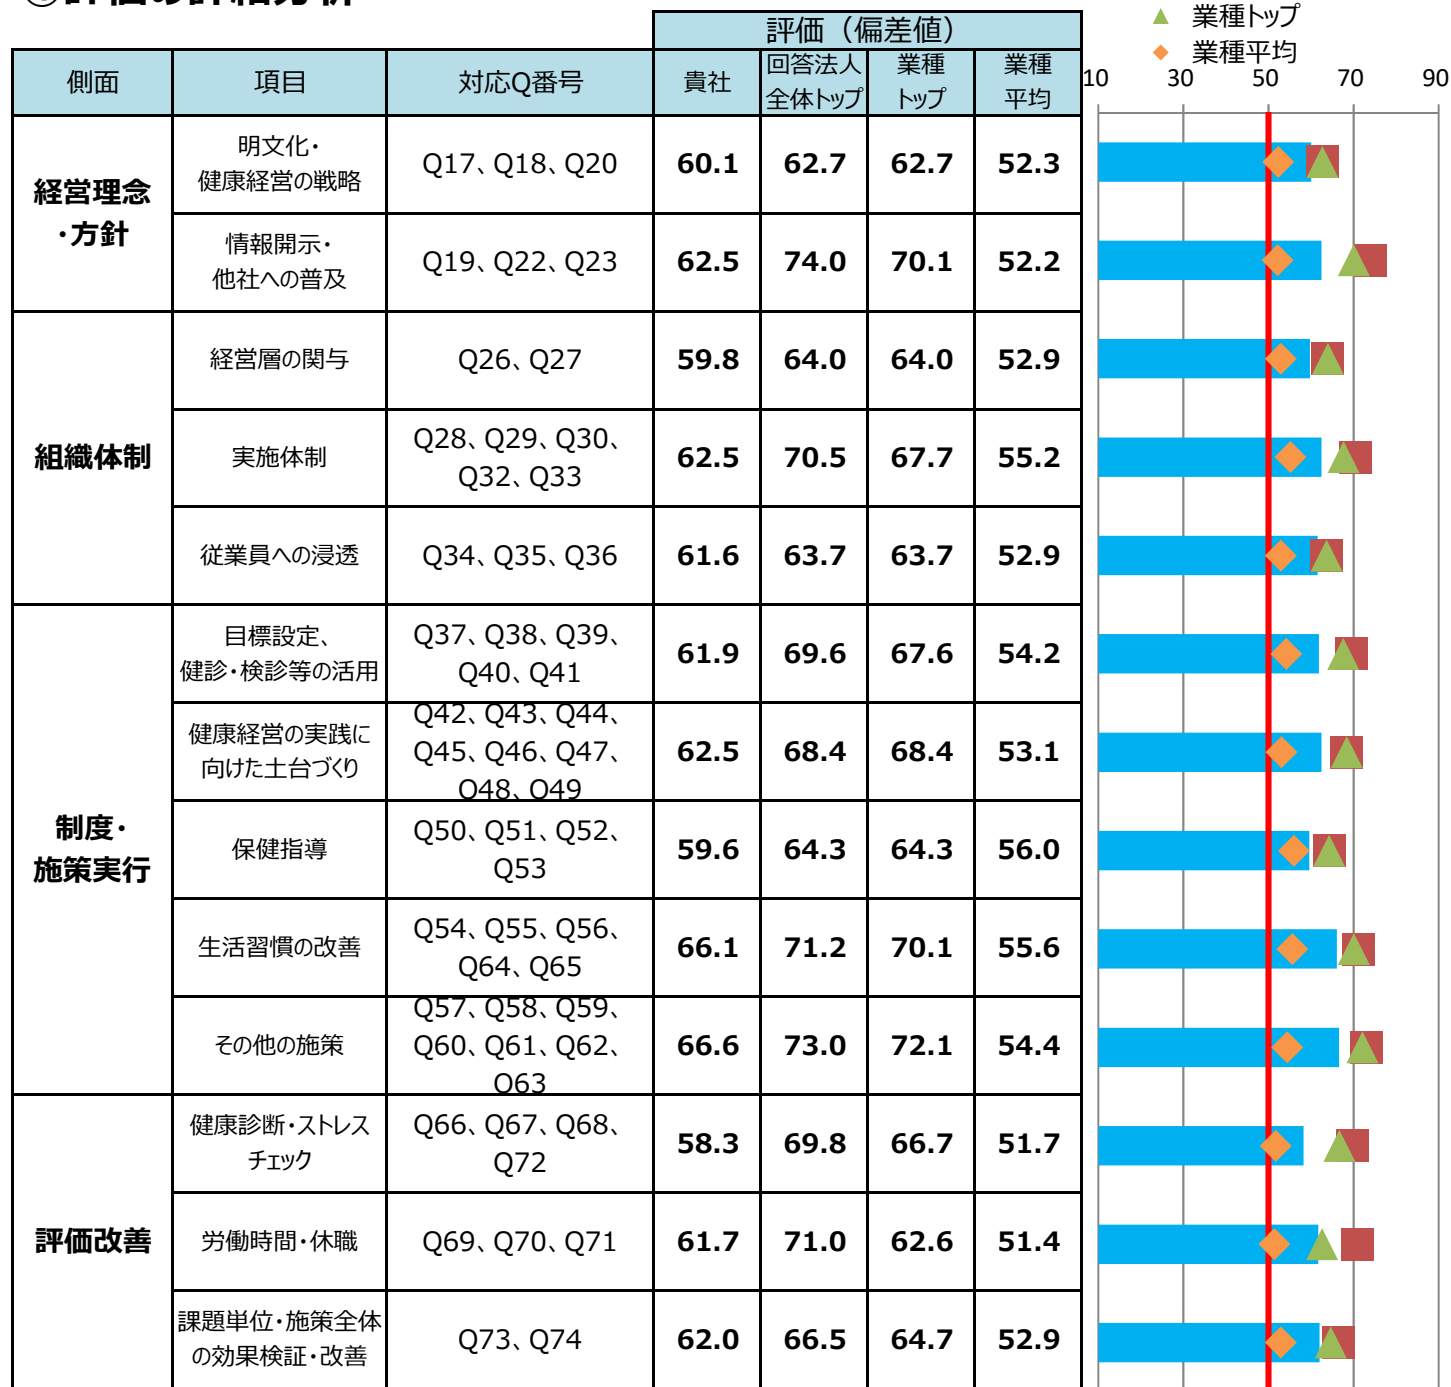 ③評価の詳細分析
評価（偏差値）
▲ 業種トップ
◆ 業種平均
側面 項目 対応Q番号 貴社 回答法人 業種 業種
全体トップ トップ 平均
10 30 50 70 90
経営理念
・方針
明文化・
健康経営の戦略
Q17、Q18、Q20 60.1 62.7 62.7 52.3
情報開示・
他社への普及
Q19、Q22、Q23 62.5 74.0 70.1 52.2
組織体制
経営層の関与 Q26、Q27 59.8 64.0 64.0 52.9
実施体制
Q28、Q29、Q30、
Q32、Q33
62.5 70.5 67.7 55.2
従業員への浸透 Q34、Q35、Q36 61.6 63.7 63.7 52.9
制度・
施策実行
目標設定、
健診・検診等の活用
Q37、Q38、Q39、
Q40、Q41
61.9 69.6 67.6 54.2
健康経営の実践に
向けた土台づくり
Q42、Q43、Q44、
Q45、Q46、Q47、
Q48、Q49
62.5 68.4 68.4 53.1
保健指導
Q50、Q51、Q52、
Q53
59.6 64.3 64.3 56.0
生活習慣の改善
Q54、Q55、Q56、
Q64、Q65
66.1 71.2 70.1 55.6
その他の施策
Q57、Q58、Q59、
Q60、Q61、Q62、
Q63
66.6 73.0 72.1 54.4
評価改善
健康診断・ストレス
チェック
Q66、Q67、Q68、
Q72
58.3 69.8 66.7 51.7
労働時間・休職 Q69、Q70、Q71 61.7 71.0 62.6 51.4
課題単位・施策全体
の効果検証・改善
Q73、Q74 62.0 66.5 64.7 52.9